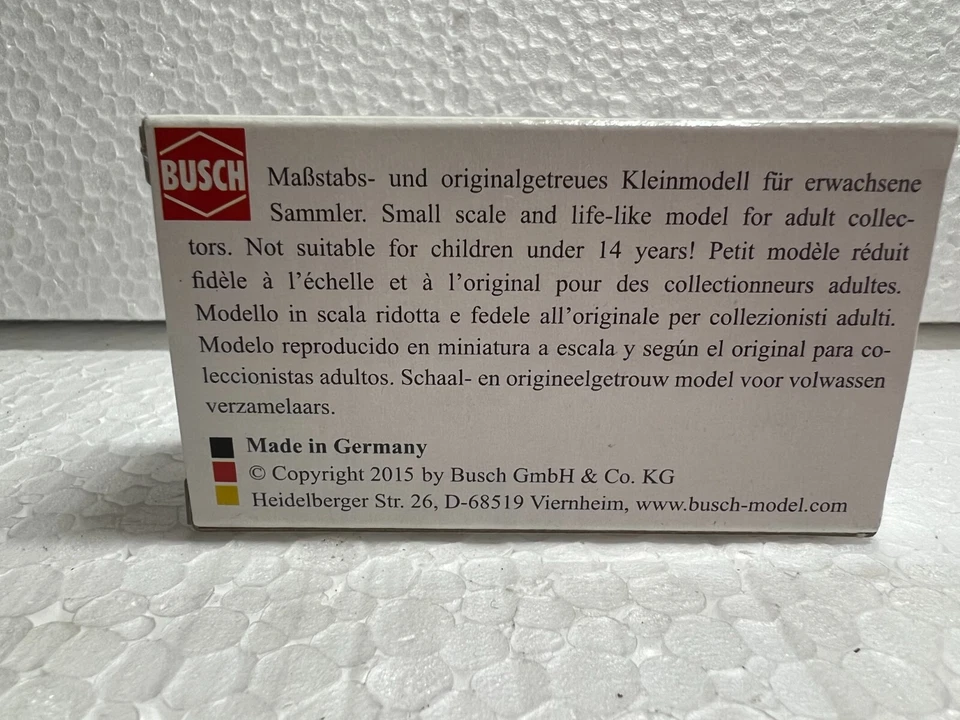 BUSCH
Maßstabs- und originalgetreues Kleinmodell für erwachsene
Sammler. Small scale and life-like model for adult collec-
tors. Not suitable for children under 14 years! Petit modèle réduit
fidèle à l’échelle et à l’original pour des collectionneurs adultes.
Modello in scala ridotta e fedele all’originale per collezionisti adulti.
Modelo reproducido en miniatura a escala y según el original para co-
leccionistas adultos. Schaal- en origineelgetrouw model voor volwassen
verzamelaars.
Made in Germany
© Copyright 2015 by Busch GmbH & Co. KG
Heidelberger Str. 26, D-68519 Viernheim, www.busch-model.com